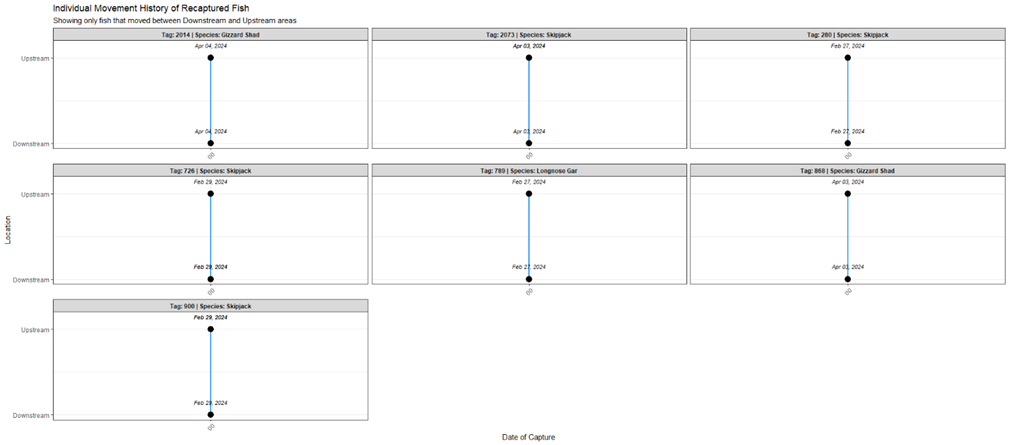 Individual Movement History of Recaptured Fish
Showing only fish that moved between Downstream and Upstream areas
Tag: 2014 | Species: Gizzard Shad
Tag: 2073 | Species: Skipjack
Tag: 280 | Species: Skipjack
Apr 04, 2024
Apr 03, 2024
Feb 27, 2024
Upstream
Apr 04, 2024
Apr 03, 2024
Feb 27, 2024
Downstream
00
00
00
Tag: 726 | Species: Skipjack
Tag: 789 | Species: Longnose Gar
Tag: 868 | Species: Gizzard Shad
Feb 29, 2024
Feb 27, 2024
Apr 03, 2024
Upstream
Location
Feb 29, 2024
Feb 27, 2024
Apr 03, 2024
Downstream
00
00
00
Tag: 900 | Species: Skipjack
Feb 29, 2024
Upstream
Feb 29, 2024
Downstream
00
Date of Capture